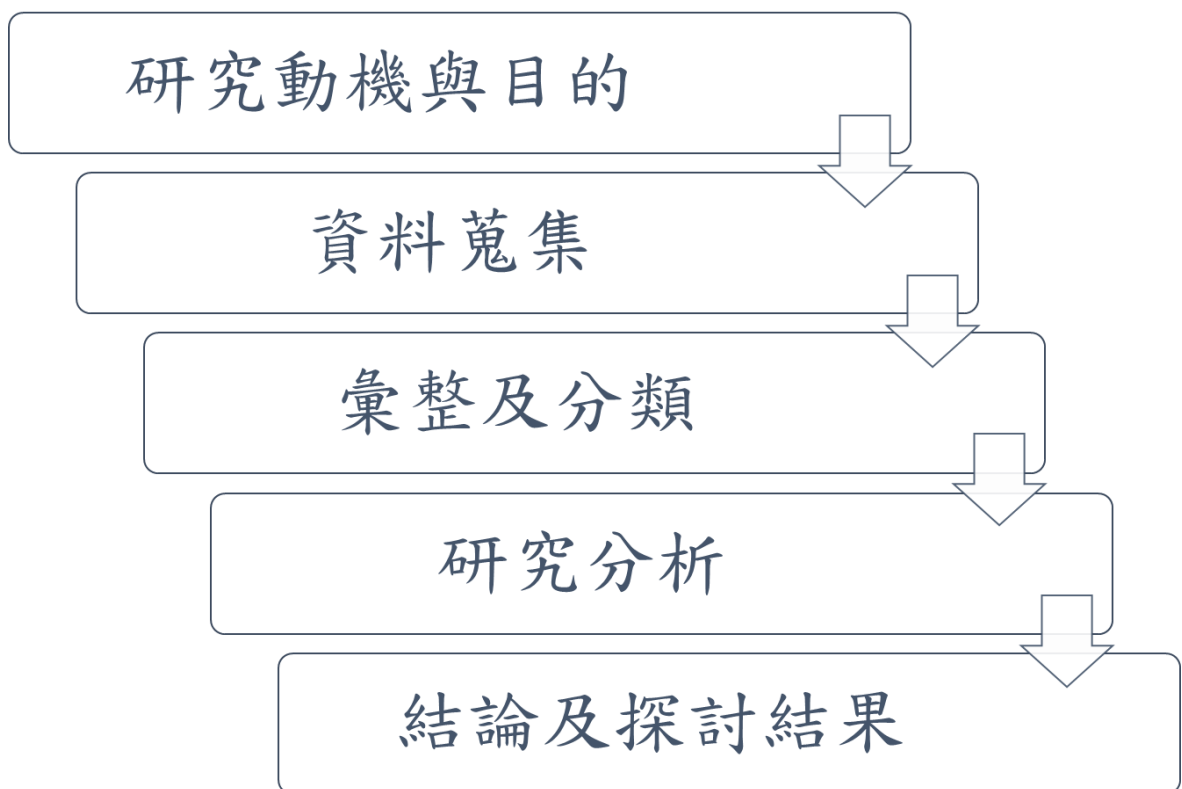 研究動機與目的
資料蒐集
彙整及分類
研究分析
結論及探討結果